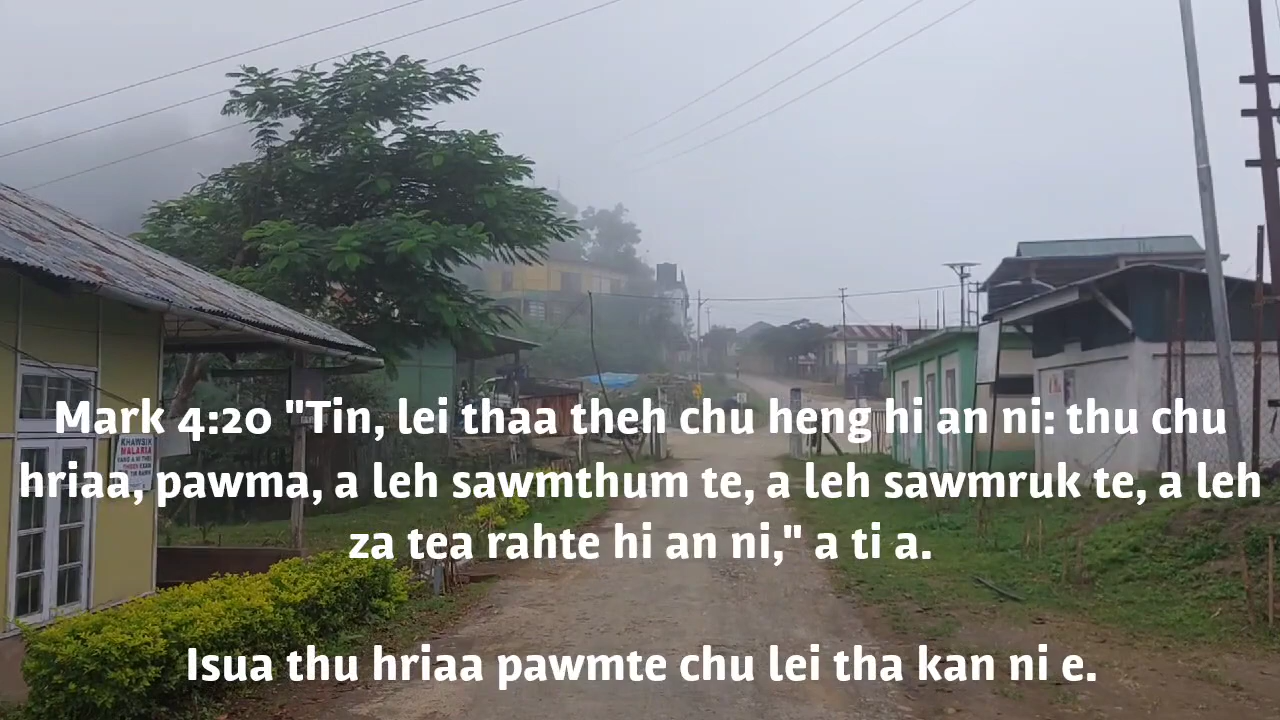 Mark 4:20 "Tin, lei thaa theh chu heng hi an ni: thu chu
hriaa, pawma, a leh sawmthum te, a leh sawmruk te, a leh
za tea rahte hi an ni," a ti a.
Isua thu hriaa pawmte chu lei tha kan ni e.
KHAWSIK
MALARIA